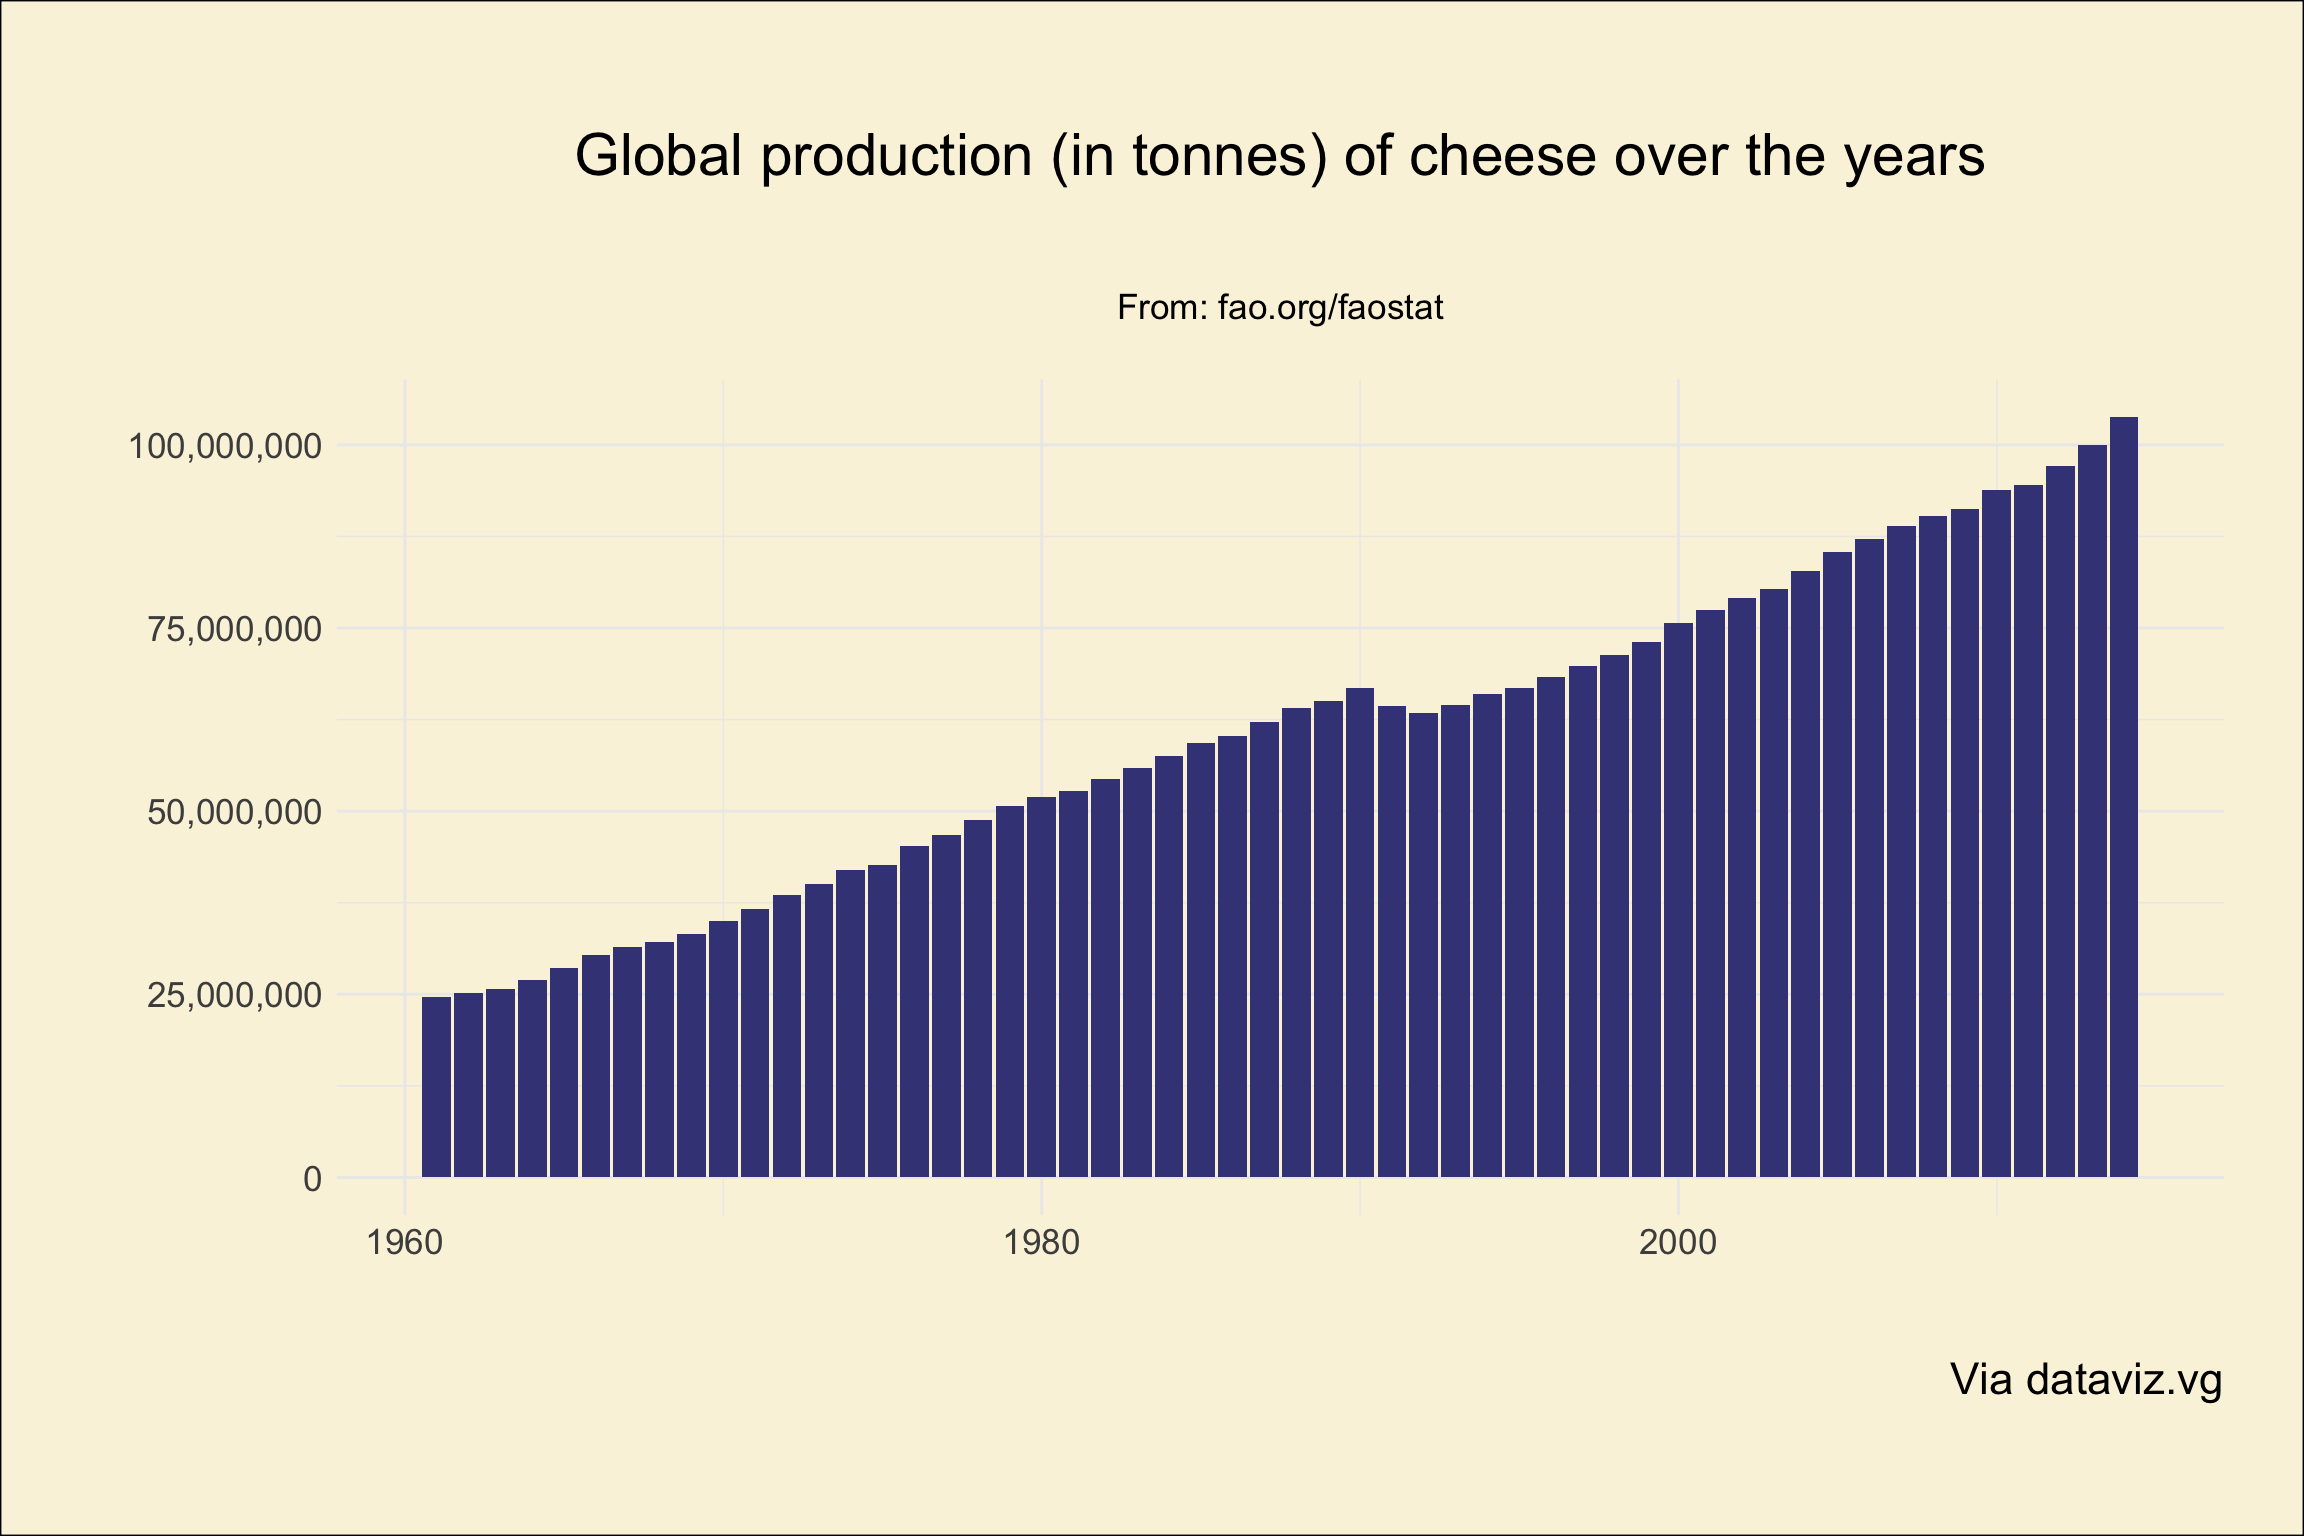 Global production (in tonnes) of cheese over the years
From: fao.org/faostat
100,000,000
75,000,000
50,000,000
25,000,000
0
1960 1980 2000
Via dataviz.vg